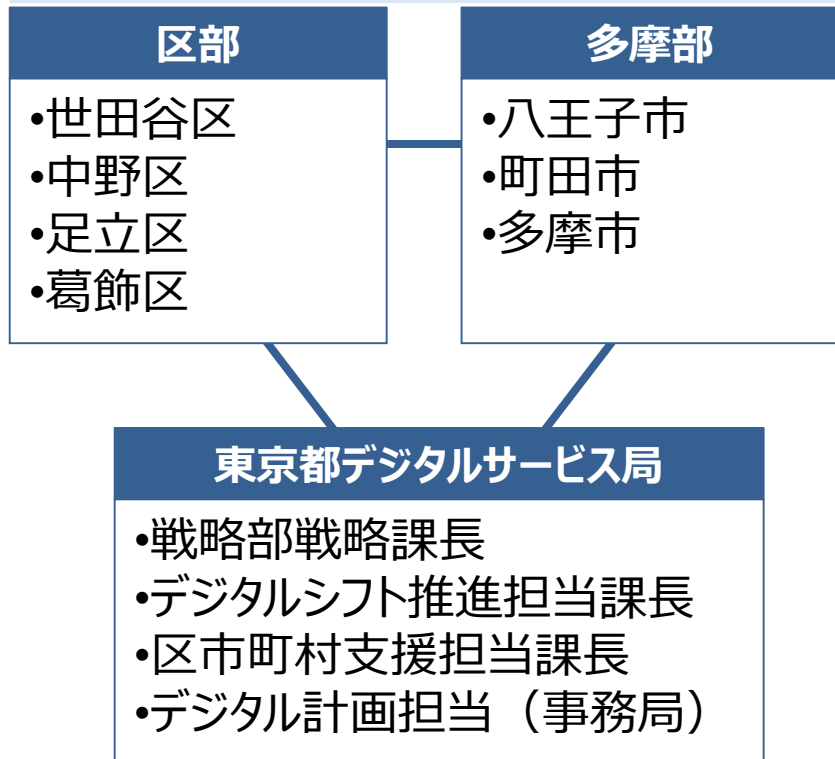 区部
•世田谷区
•中野区
•足立区
•葛飾区
多摩部
•八王子市
•町田市
•多摩市
東京都デジタルサービス局
•戦略部戦略課長
•デジタルシフト推進担当課長
•区市町村支援担当課長
•デジタル計画担当（事務局）